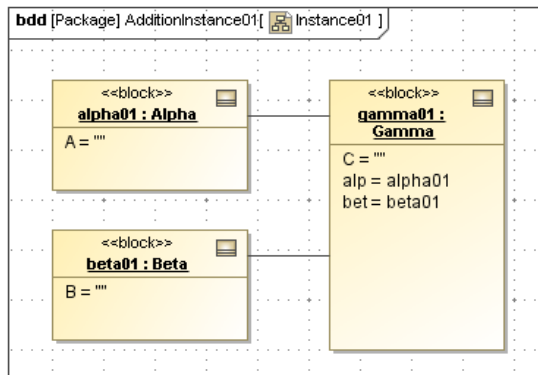 bdd [Package] AdditionInstance01[ Instance01 ]
<<block>>
alpha01 : Alpha
A = ""
<<block>>
gamma01 :
Gamma
C = ""
alp = alpha01
bet = beta01
<<block>>
beta01 : Beta
B = ""